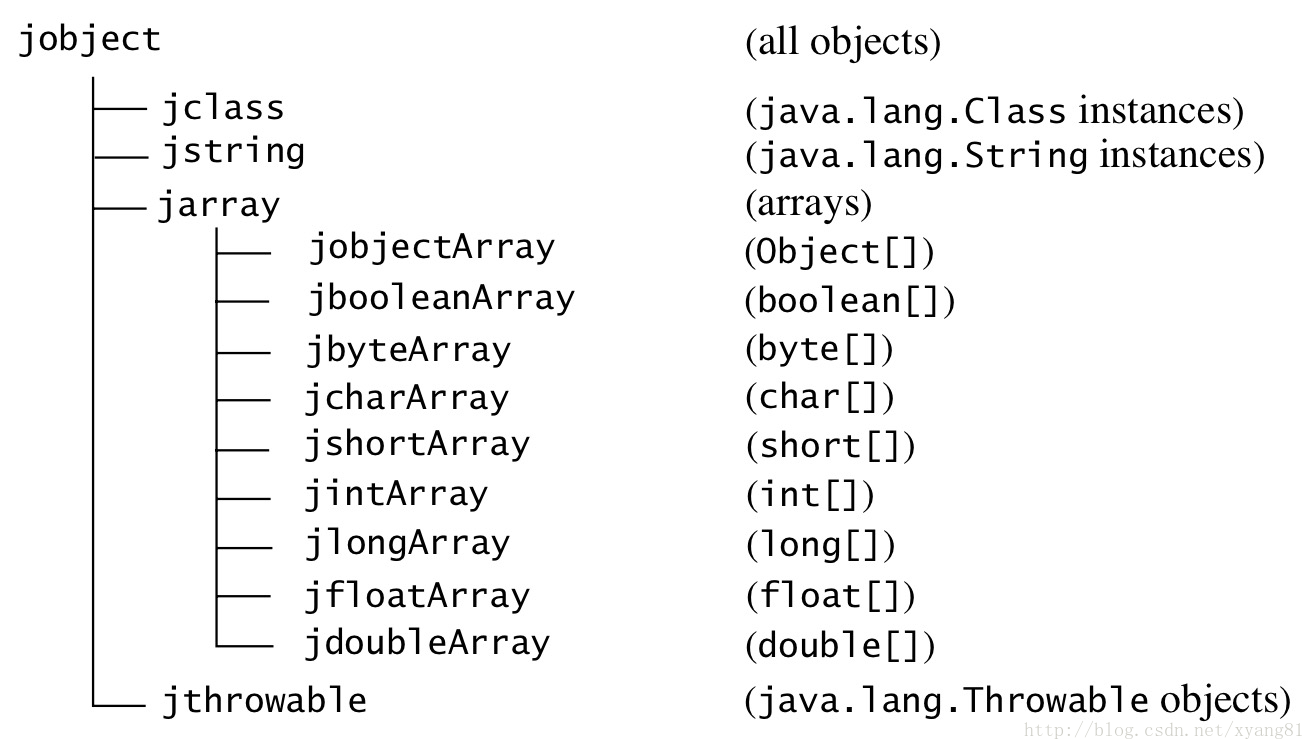 jobject (all objects)
jclass (java.lang.Class instances)
jstring (java.lang.String instances)
jarray (arrays)
jobjectArray (Object[])
jbooleanArray (boolean[])
jbyteArray (byte[])
jcharArray (char[])
jshortArray (short[])
jintArray (int[])
jlongArray (long[])
jfloatArray (float[])
jdoubleArray (double[])
jthrowable (java.lang.Throwable objects)
http://blog.csdn.net/xyang81